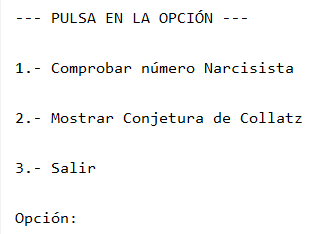 --- PULSA EN LA OPCIÓN ---
1.- Comprobar número Narcisista
2.- Mostrar Conjetura de Collatz
3.- Salir
Opción: